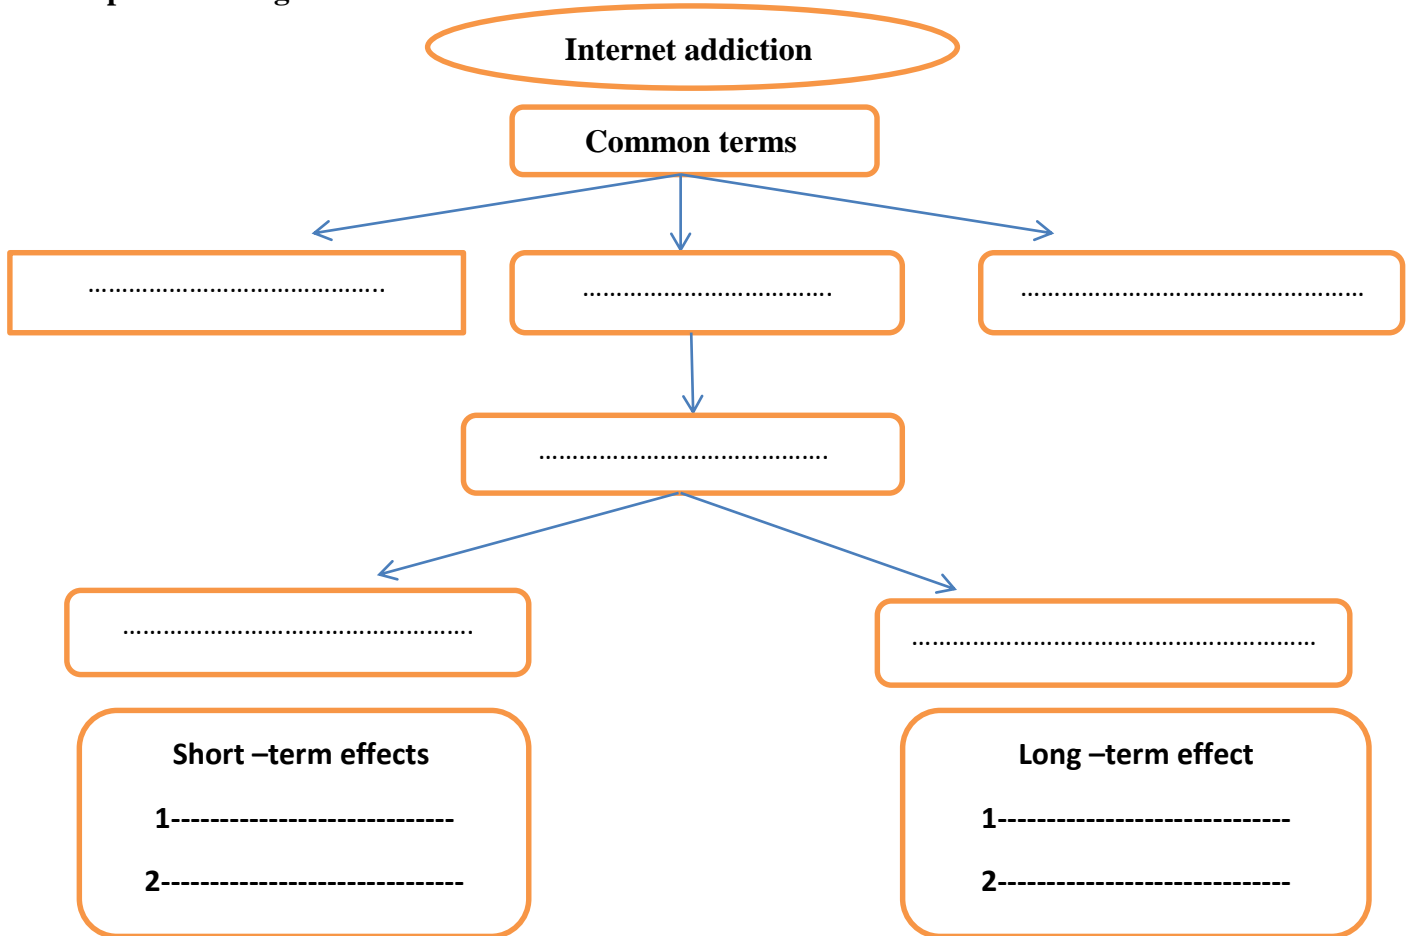 Internet addiction
Common terms
……………………………………..
……………………………….
……………………………………………
…………………………………….
…………………………………………….
……………………………………………………
Short –term effects
1-----------------------------
2-------------------------------
Long –term effect
1------------------------------
2------------------------------